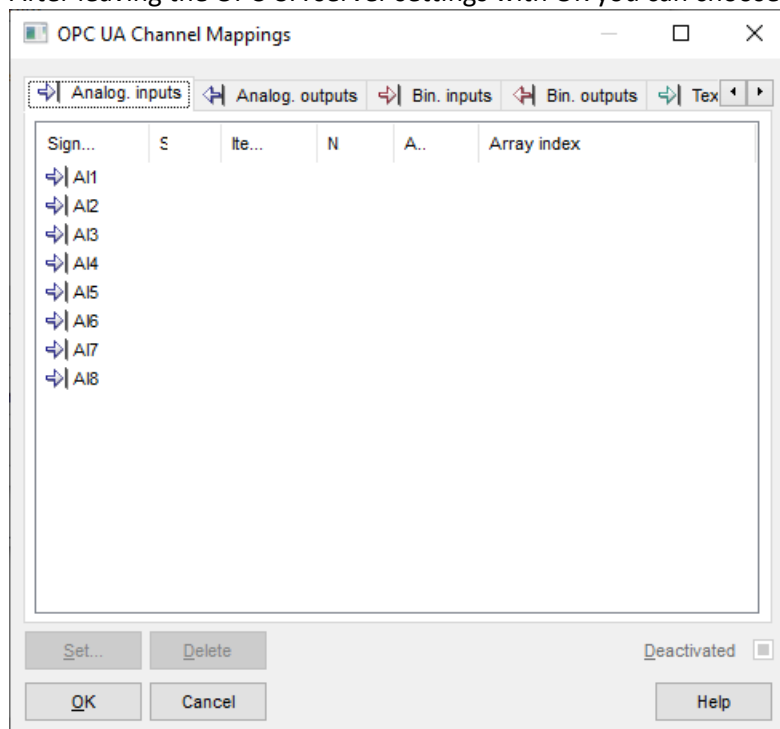 OPC UA Channel Mappings
Analog. inputs Analog. outputs Bin. inputs Bin. outputs Tex
Sign... S Ite... N A.. Array index
AI1
AI2
AI3
AI4
AI5
AI6
AI7
AI8
Set... Delete Deactivated
OK Cancel Help